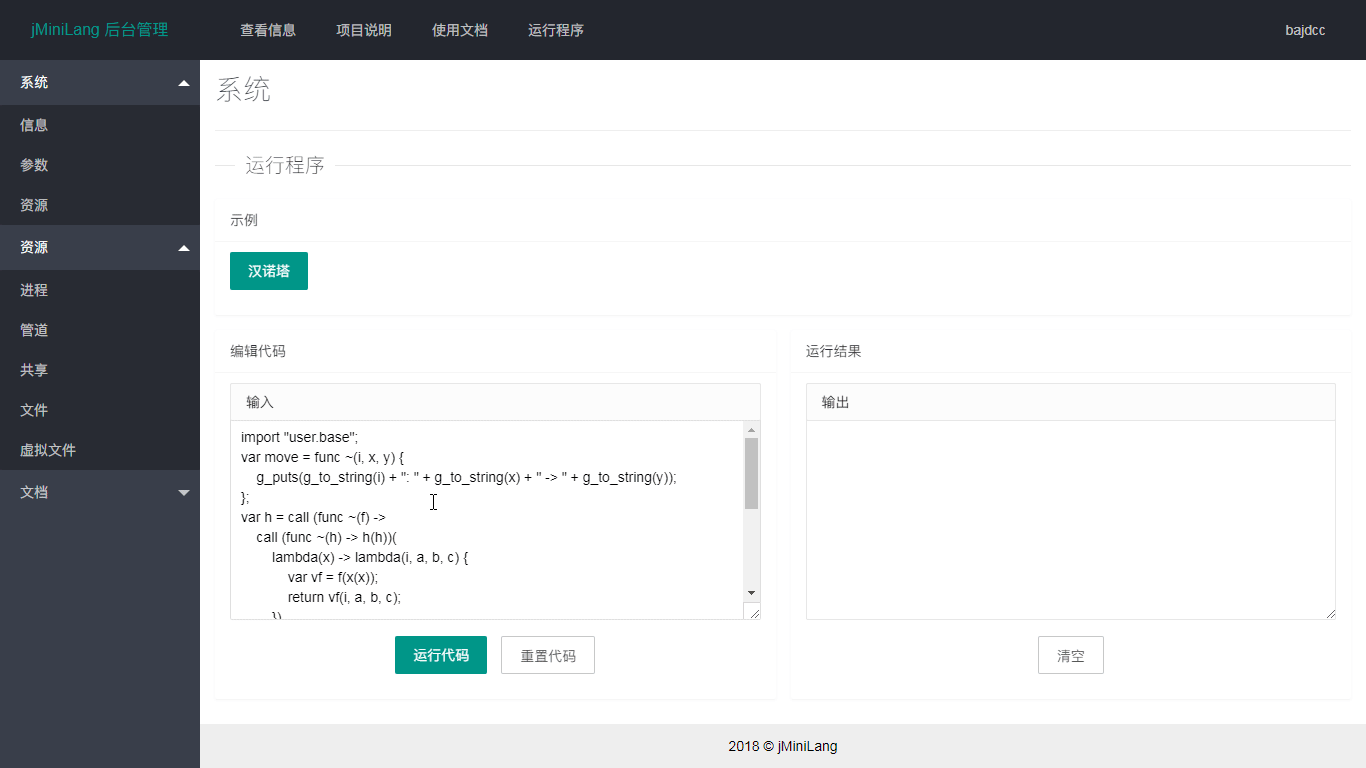 jMiniLang 后台管理
查看信息
项目说明
使用文档
运行程序
bajdcc
系统
信息
参数
资源
资源
进程
管道
共享
文件
虚拟文件
文档
系统
运行程序
示例
汉诺塔
编辑代码
输入
import "user.base";
var move = func ~(i, x, y) {
    g_puts(g_to_string(i) + ": " + g_to_string(x) + " -> " + g_to_string(y));
};
var h = call (func ~(f) ->
    call (func ~(h) -> h(h))(
        lambda(x) -> lambda(i, a, b, c) {
            var vf = f(x(x));
            return vf(i, a, b, c);
        })
运行代码
重置代码
运行结果
输出
清空
2018 © jMiniLang